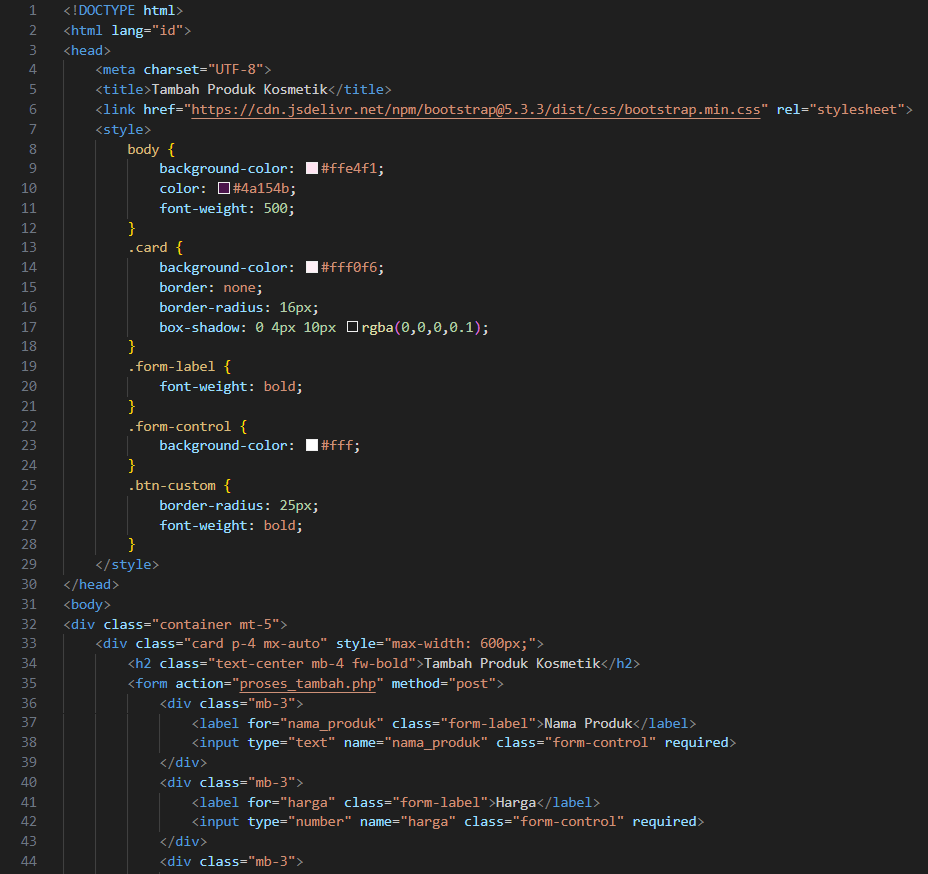 1 <!DOCTYPE html>
2 <html lang="id">
3 <head>
4     <meta charset="UTF-8">
5     <title>Tambah Produk Kosmetik</title>
6     <link href="https://cdn.jsdelivr.net/npm/bootstrap@5.3.3/dist/css/bootstrap.min.css" rel="stylesheet">
7     <style>
8         body {
9             background-color: #ffe4f1;
10             color: #4a154b;
11             font-weight: 500;
12         }
13         .card {
14             background-color: #fff0f6;
15             border: none;
16             border-radius: 16px;
17             box-shadow: 0 4px 10px rgba(0,0,0,0.1);
18         }
19         .form-label {
20             font-weight: bold;
21         }
22         .form-control {
23             background-color: #fff;
24         }
25         .btn-custom {
26             border-radius: 25px;
27             font-weight: bold;
28         }
29     </style>
30 </head>
31 <body>
32 <div class="container mt-5">
33     <div class="card p-4 mx-auto" style="max-width: 600px;">
34         <h2 class="text-center mb-4 fw-bold">Tambah Produk Kosmetik</h2>
35         <form action="proses_tambah.php" method="post">
36             <div class="mb-3">
37                 <label for="nama_produk" class="form-label">Nama Produk</label>
38                 <input type="text" name="nama_produk" class="form-control" required>
39             </div>
40             <div class="mb-3">
41                 <label for="harga" class="form-label">Harga</label>
42                 <input type="number" name="harga" class="form-control" required>
43             </div>
44             <div class="mb-3">